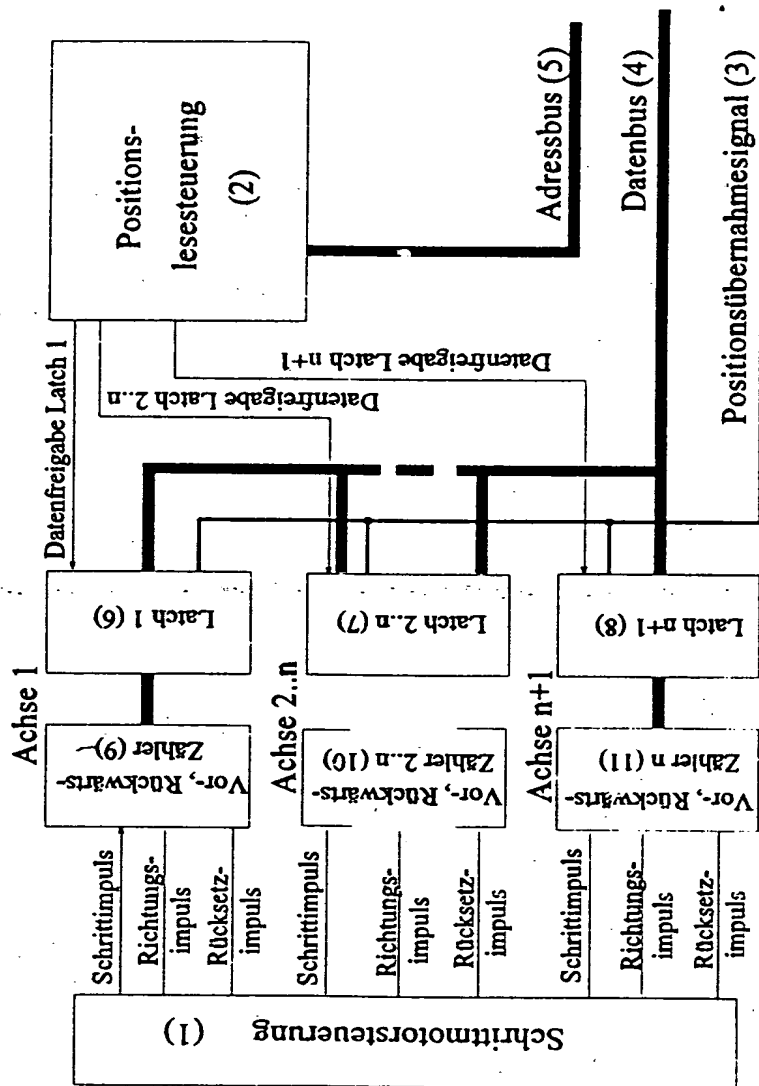 Positions-
lesesteuerung
(2)
Adressbus (5)
Datenbus (4)
Positionsübernahmesignal (3)
Datenfreigabe Latch 1
Datenfreigabe Latch 2..n
Datenfreigabe Latch n+1
Achse 1
Latch 1 (6)
Vor-, Rückwärts-
Zähler (9)
Achse 2..n
Latch 2..n (7)
Vor-, Rückwärts-
Zähler 2..n (10)
Achse n+1
Latch n+1 (8)
Vor-, Rückwärts-
Zähler n (11)
Schrittimpuls
Richtungs-
impuls
Rücksetz-
impuls
Schrittimpuls
Richtungs-
impuls
Rücksetz-
impuls
Schrittimpuls
Richtungs-
impuls
Rücksetz-
impuls
Schrittmotorsteuerung (1)